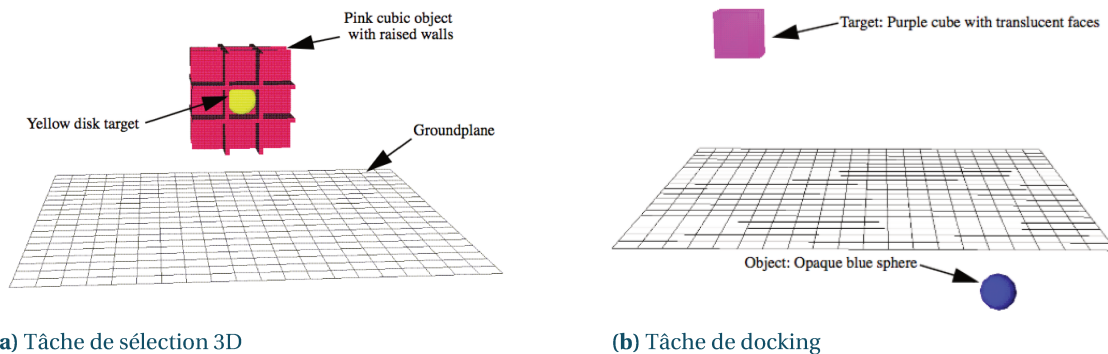 Pink cubic object
with raised walls
Yellow disk target
Groundplane
a) Tâche de sélection 3D
Target: Purple cube with translucent faces
Object: Opaque blue sphere
(b) Tâche de docking